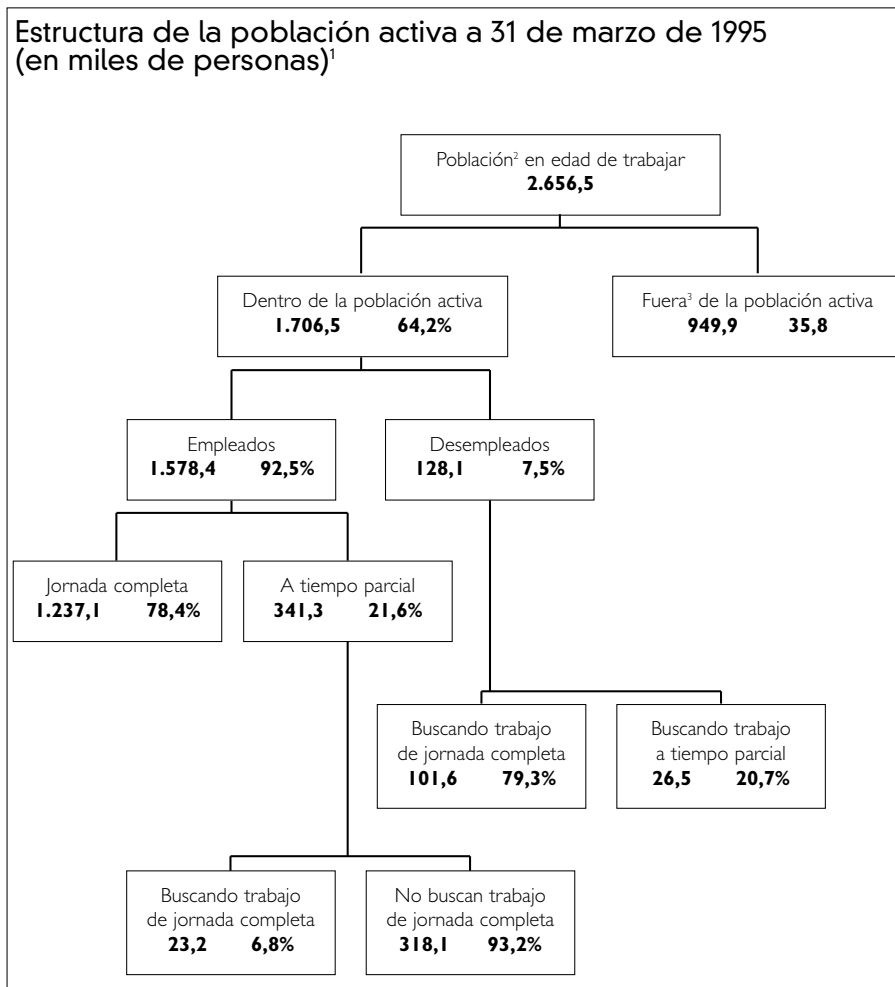 Estructura de la población activa a 31 de marzo de 1995
(en miles de personas)¹
Población² en edad de trabajar
2.656,5
Dentro de la población activa
1.706,5 64,2%
Fuera³ de la población activa
949,9 35,8
Empleados
1.578,4 92,5%
Desempleados
128,1 7,5%
Jornada completa
1.237,1 78,4%
A tiempo parcial
341,3 21,6%
Buscando trabajo
de jornada completa
101,6 79,3%
Buscando trabajo
a tiempo parcial
26,5 20,7%
Buscando trabajo
de jornada completa
23,2 6,8%
No buscan trabajo
de jornada completa
318,1 93,2%